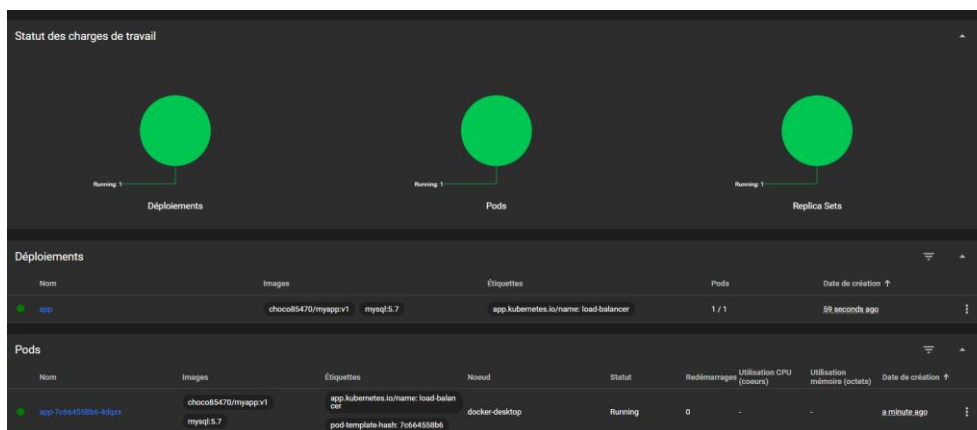 Statut des charges de travail
Running: 1
Running: 1
Running: 1
Déploiements
Pods
Replica Sets
Déploiements
Nom Images Étiquettes Pods Date de création ↑
app choco85470/myapp:v1 mysql:5.7 app.kubernetes.io/name: load-balancer 1 / 1 59 seconds ago
Pods
Nom Images Étiquettes Noeud Statut Redémarrages Utilisation CPU (coeurs) Utilisation mémoire (octets) Date de création ↑
app-7c664558b6-4dqxx choco85470/myapp:v1 app.kubernetes.io/name: load-balancer docker-desktop Running 0 - - a minute ago
mysql:5.7 pod-template-hash: 7c664558b6